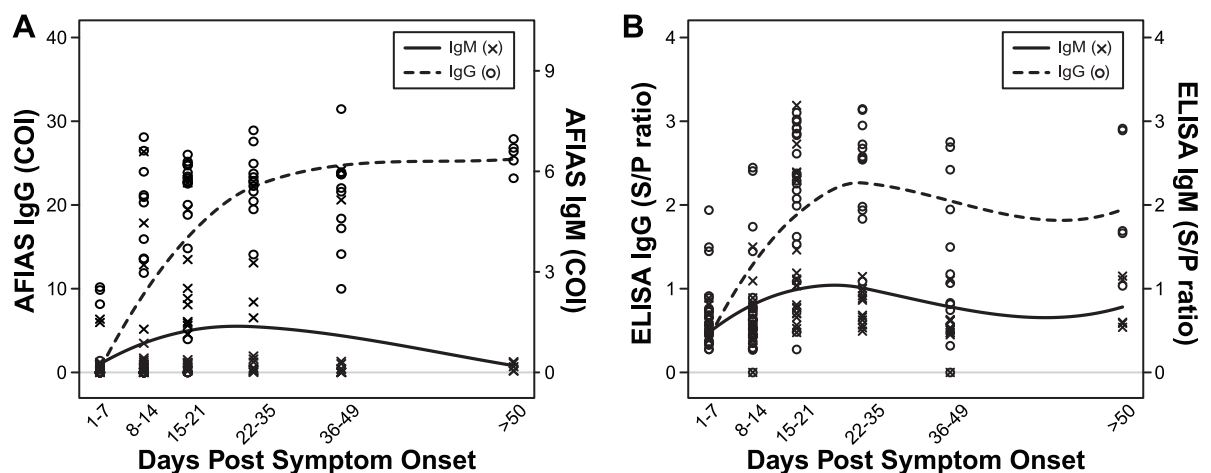 A
40
30
20
10
0
AFIAS IgG (COI)
IgM (×)
IgG (o)
9
6
3
0
AFIAS IgM (COI)
1-7
8-14
15-21
22-35
36-49
>50
Days Post Symptom Onset
B
4
3
2
1
0
ELISA IgG (S/P ratio)
IgM (×)
IgG (o)
4
3
2
1
0
ELISA IgM (S/P ratio)
1-7
8-14
15-21
22-35
36-49
>50
Days Post Symptom Onset